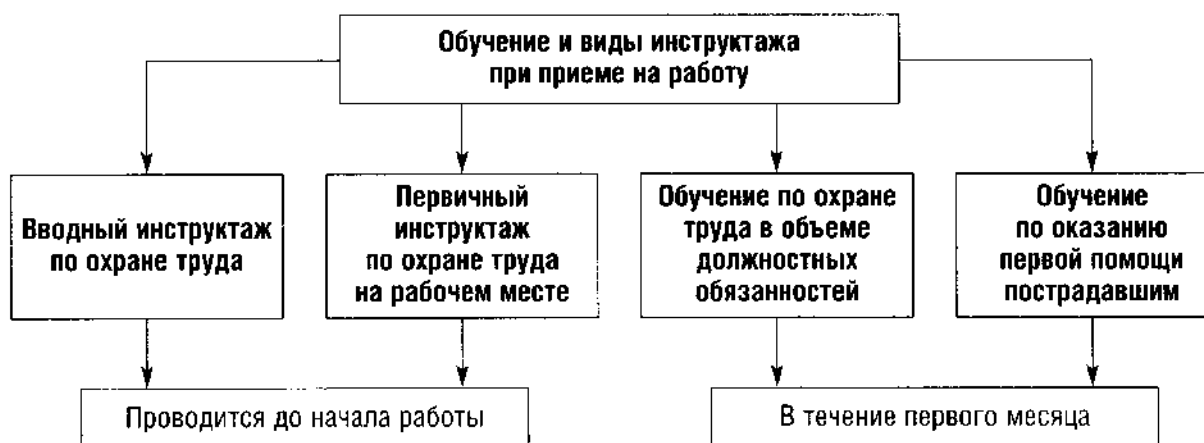 Обучение и виды инструктажа
при приеме на работу
Вводный инструктаж
по охране труда
Первичный
инструктаж
по охране труда
на рабочем месте
Обучение по охране
труда в объеме
должностных
обязанностей
Обучение
по оказанию
первой помощи
пострадавшим
Проводится до начала работы
В течение первого месяца